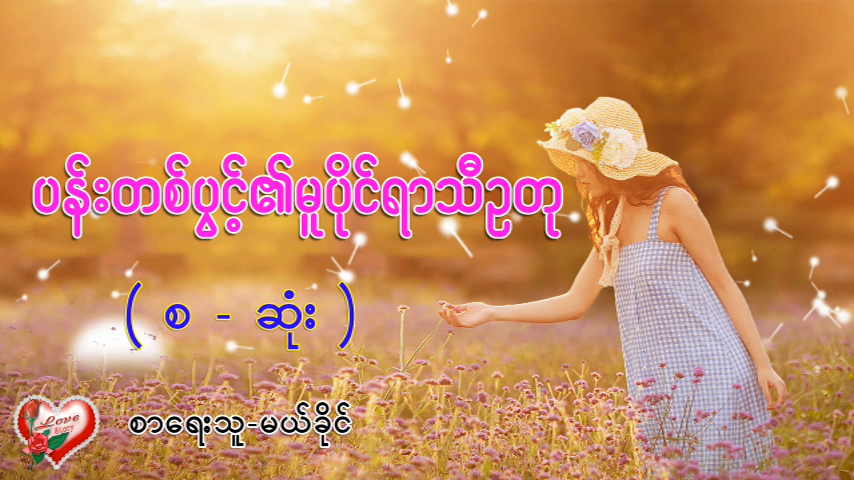 ပန်းတစ်ပွင့်၏မူပိုင်ရာသီဥတု
( စ - ဆုံး )
စာရေးသူ-မယ်ခိုင်
Love
Story